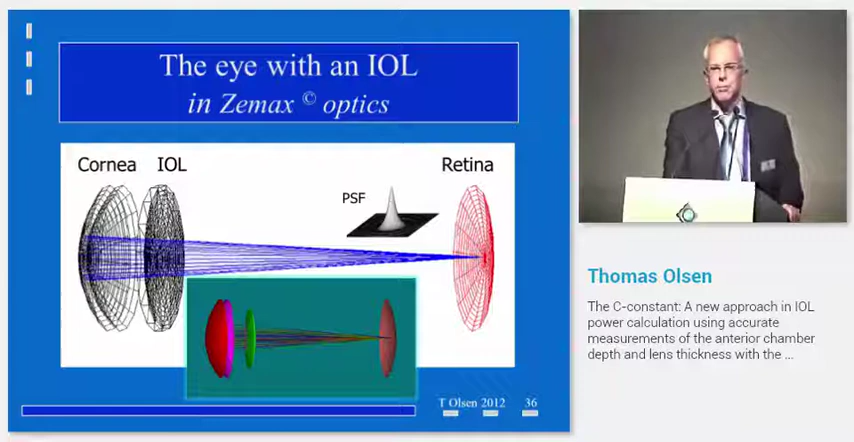 The eye with an IOL
in Zemax © optics
Cornea IOL Retina
PSF
T Olsen 2012 36
Thomas Olsen
The C-constant: A new approach in IOL
power calculation using accurate
measurements of the anterior chamber
depth and lens thickness with the ...